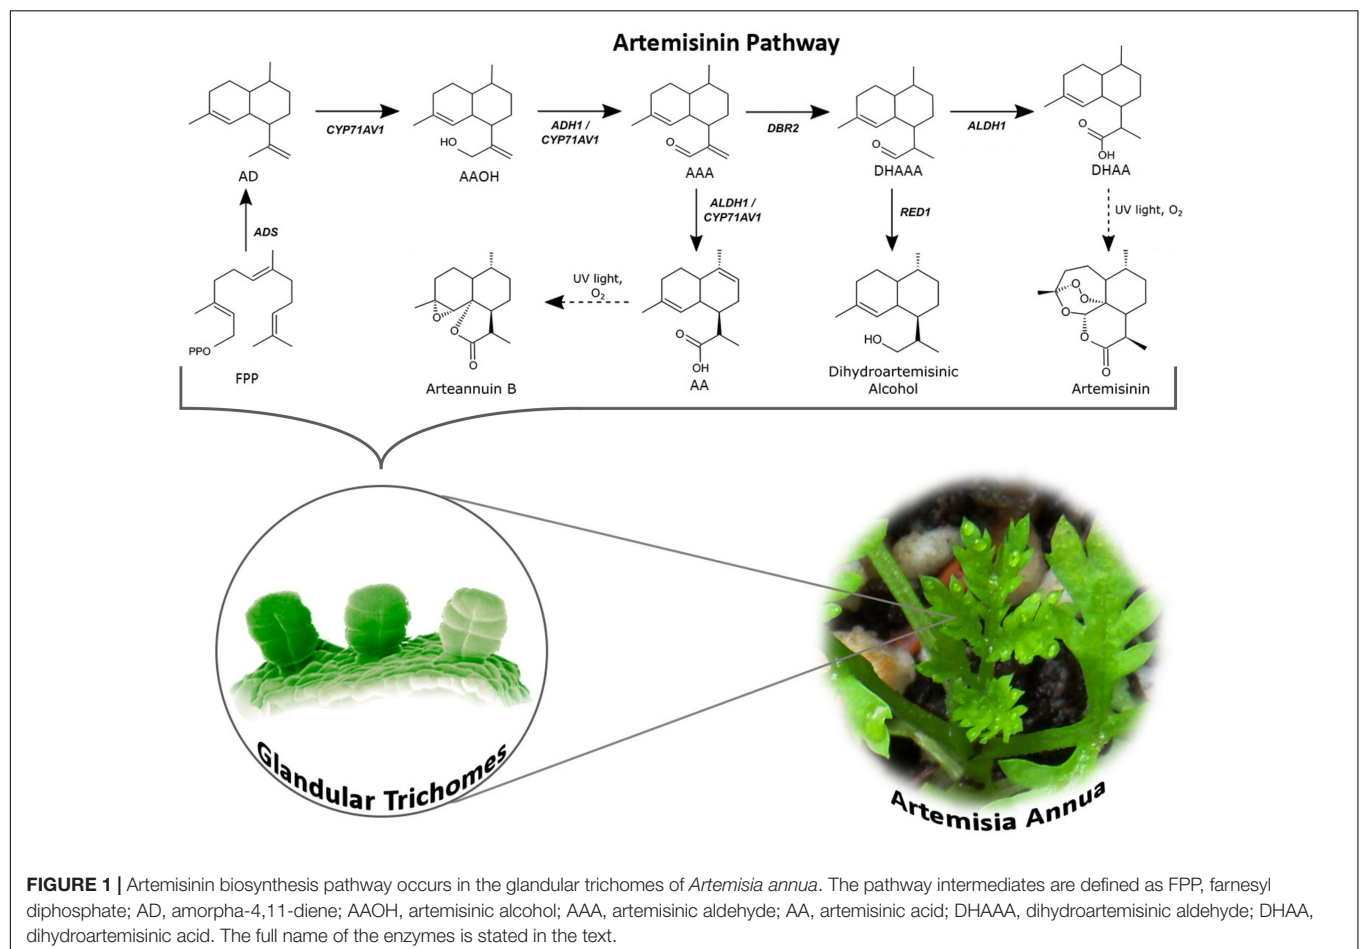 Artemisinin Pathway
CYP71AV1
ADH1 /
CYP71AV1
DBR2
ALDH1
HO
O
O
O
OH
AD
AAOH
AAA
DHAAA
DHAA
ADS
ALDH1 /
CYP71AV1
RED1
UV light, O₂
UV light,
O₂
PPO
FPP
O
O
O
Arteannuin B
O
OH
AA
HO
Dihydroartemisinic
Alcohol
O
O
O
O
O
Artemisinin
Glandular Trichomes
Artemisia Annua
FIGURE 1 | Artemisinin biosynthesis pathway occurs in the glandular trichomes of Artemisia annua. The pathway intermediates are defined as FPP, farnesyl
diphosphate; AD, amorpha-4,11-diene; AAOH, artemisinic alcohol; AAA, artemisinic aldehyde; AA, artemisinic acid; DHAAA, dihydroartemisinic aldehyde; DHAA,
dihydroartemisinic acid. The full name of the enzymes is stated in the text.